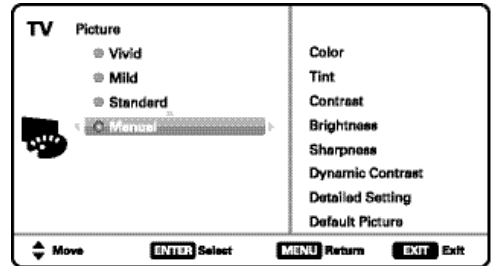 TV Picture
Vivid
Mild
Standard
Manual
Color
Tint
Contrast
Brightness
Sharpness
Dynamic Contrast
Detailed Setting
Default Picture
Move ENTER Select MENU Return EXIT Exit